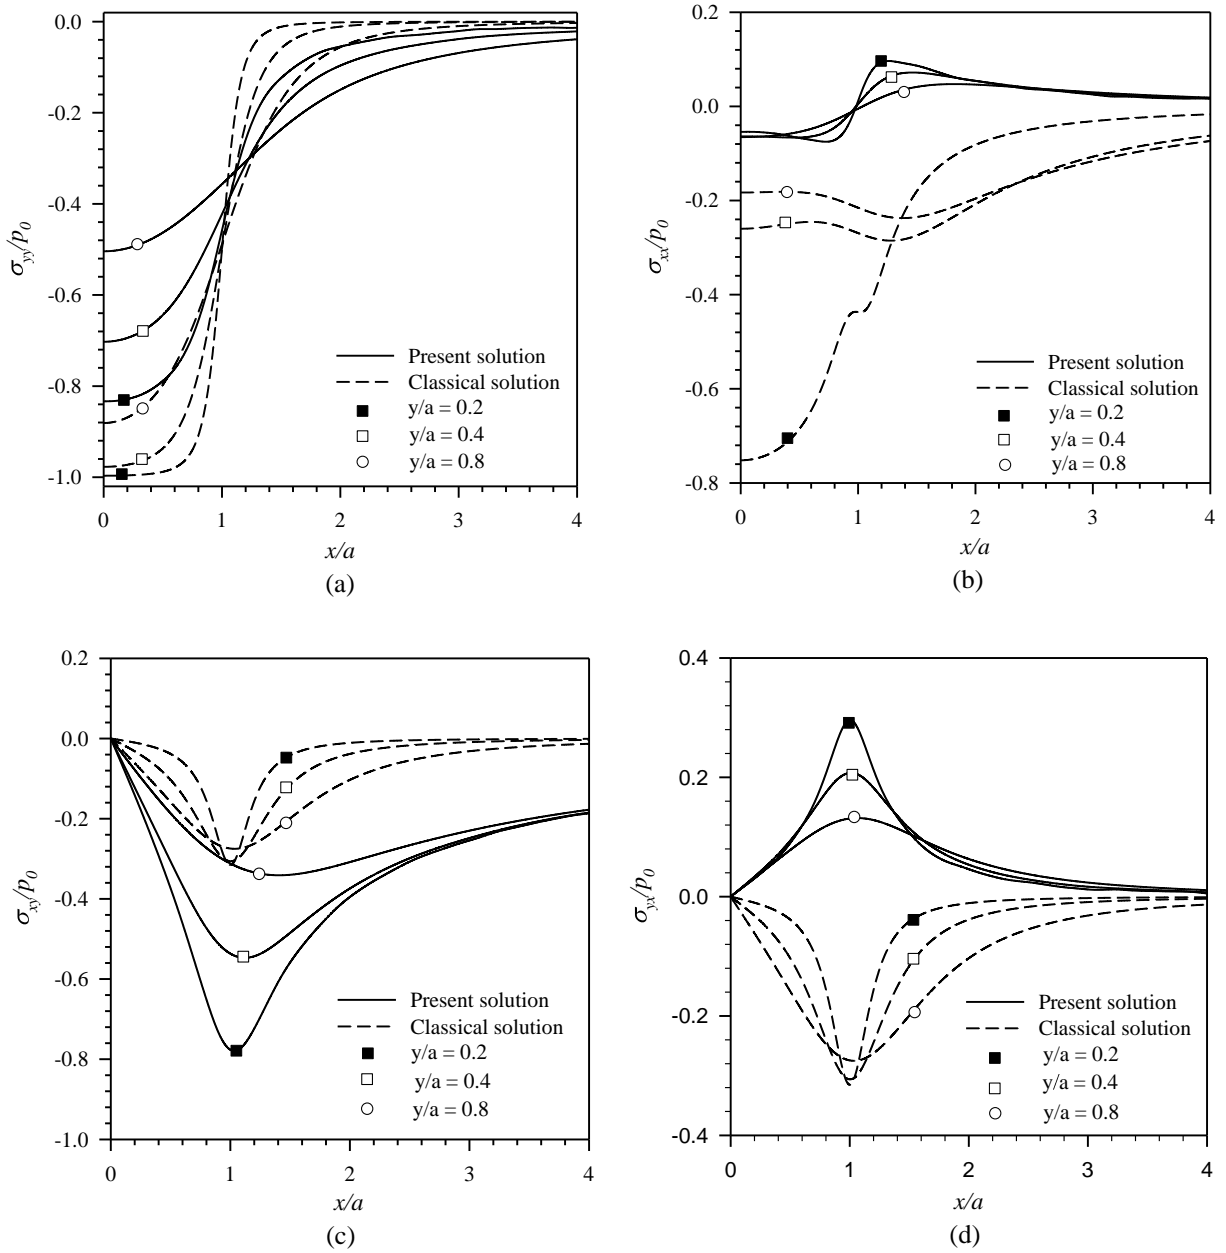 0.0
-0.2
-0.4
-0.6
-0.8
-1.0
σyy/p0
Present solution
Classical solution
y/a = 0.2
y/a = 0.4
y/a = 0.8
0 1 2 3 4
x/a
(a)
0.2
0.0
-0.2
-0.4
-0.6
-0.8
σxx/p0
Present solution
Classical solution
y/a = 0.2
y/a = 0.4
y/a = 0.8
0 1 2 3 4
x/a
(b)
0.2
0.0
-0.2
-0.4
-0.6
-0.8
-1.0
σxy/p0
Present solution
Classical solution
y/a = 0.2
y/a = 0.4
y/a = 0.8
0 1 2 3 4
x/a
(c)
0.4
0.2
0.0
-0.2
-0.4
σyx/p0
Present solution
Classical solution
y/a = 0.2
y/a = 0.4
y/a = 0.8
0 1 2 3 4
x/a
(d)